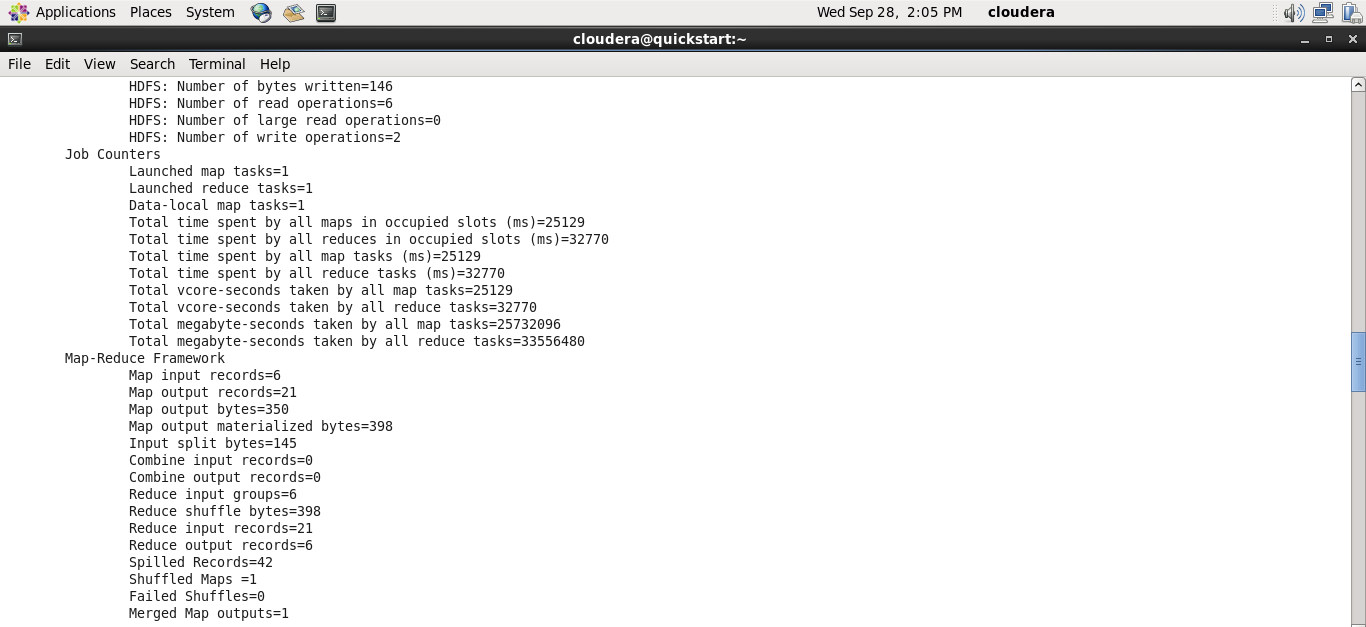 Applications Places System Wed Sep 28, 2:05 PM cloudera
cloudera@quickstart:~
File Edit View Search Terminal Help
HDFS: Number of bytes written=146
HDFS: Number of read operations=6
HDFS: Number of large read operations=0
HDFS: Number of write operations=2
Job Counters
Launched map tasks=1
Launched reduce tasks=1
Data-local map tasks=1
Total time spent by all maps in occupied slots (ms)=25129
Total time spent by all reduces in occupied slots (ms)=32770
Total time spent by all map tasks (ms)=25129
Total time spent by all reduce tasks (ms)=32770
Total vcore-seconds taken by all map tasks=25129
Total vcore-seconds taken by all reduce tasks=32770
Total megabyte-seconds taken by all map tasks=25732096
Total megabyte-seconds taken by all reduce tasks=33556480
Map-Reduce Framework
Map input records=6
Map output records=21
Map output bytes=350
Map output materialized bytes=398
Input split bytes=145
Combine input records=0
Combine output records=0
Reduce input groups=6
Reduce shuffle bytes=398
Reduce input records=21
Reduce output records=6
Spilled Records=42
Shuffled Maps =1
Failed Shuffles=0
Merged Map outputs=1